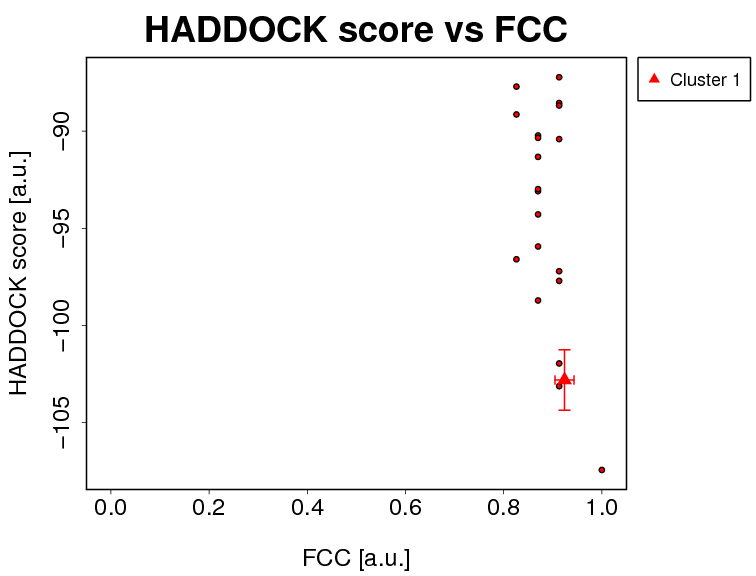 HADDOCK score vs FCC
Cluster 1
HADDOCK score [a.u.]
−90
−95
−100
−105
0.0 0.2 0.4 0.6 0.8 1.0
FCC [a.u.]